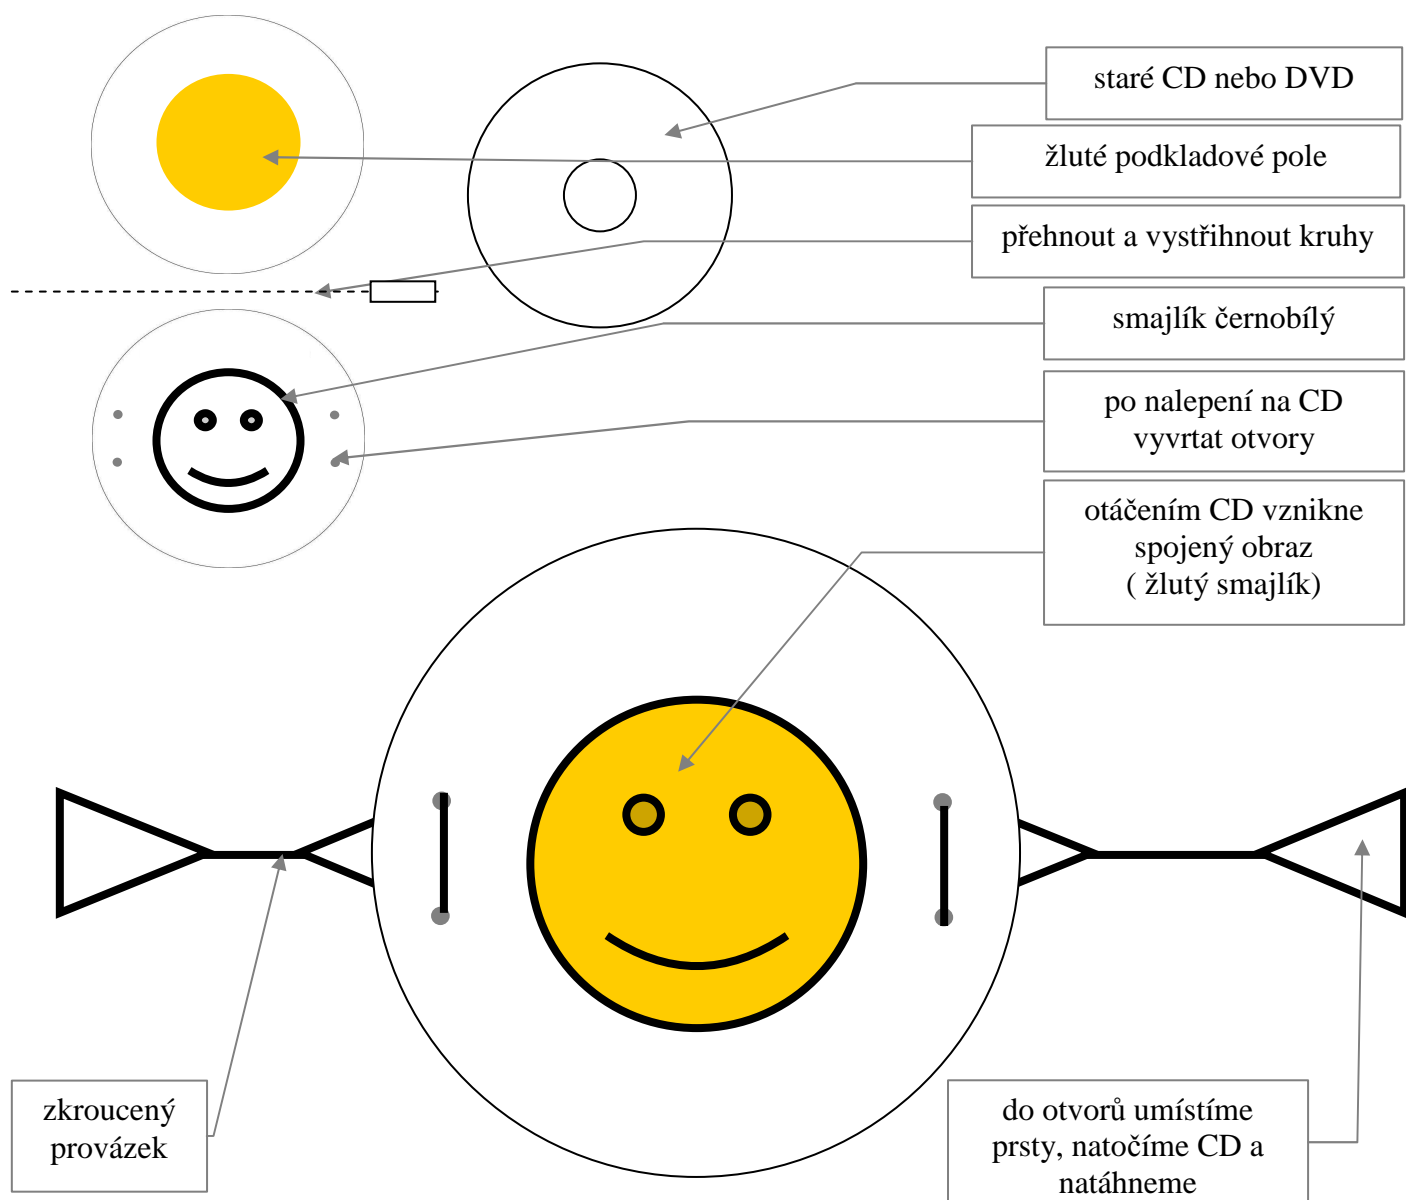 staré CD nebo DVD
žluté podkladové pole
přehnout a vystřihnout kruhy
smajlík černobílý
po nalepení na CD
vyvrtat otvory
otáčením CD vznikne
spojený obraz
( žlutý smajlík)
zkroucený
provázek
do otvorů umístíme
prsty, natočíme CD a
natáhneme